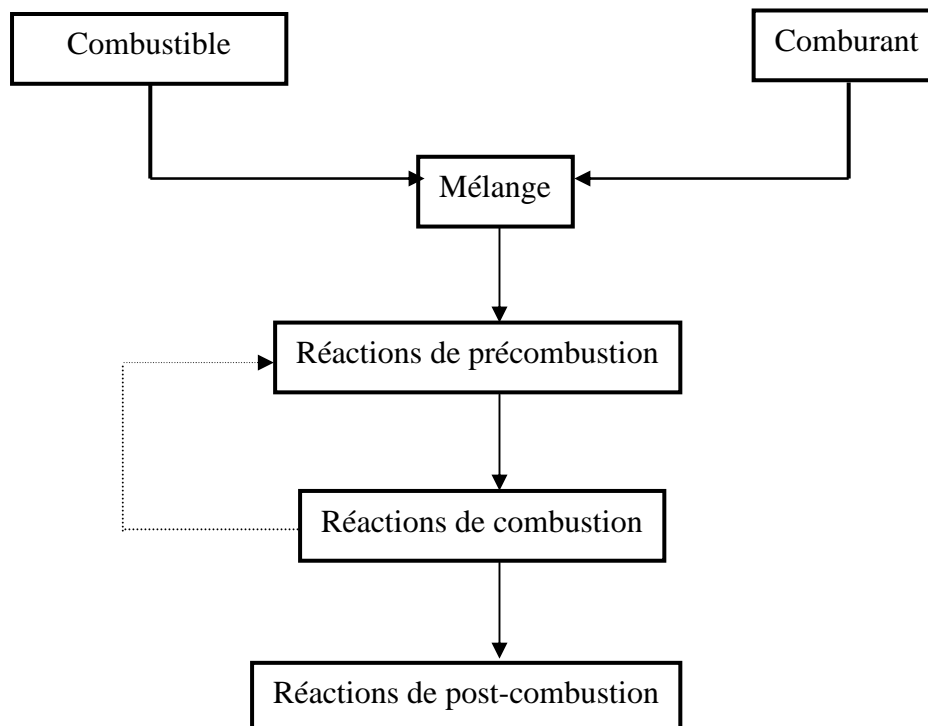 Combustible
Comburant
Mélange
Réactions de précombustion
Réactions de combustion
Réactions de post-combustion